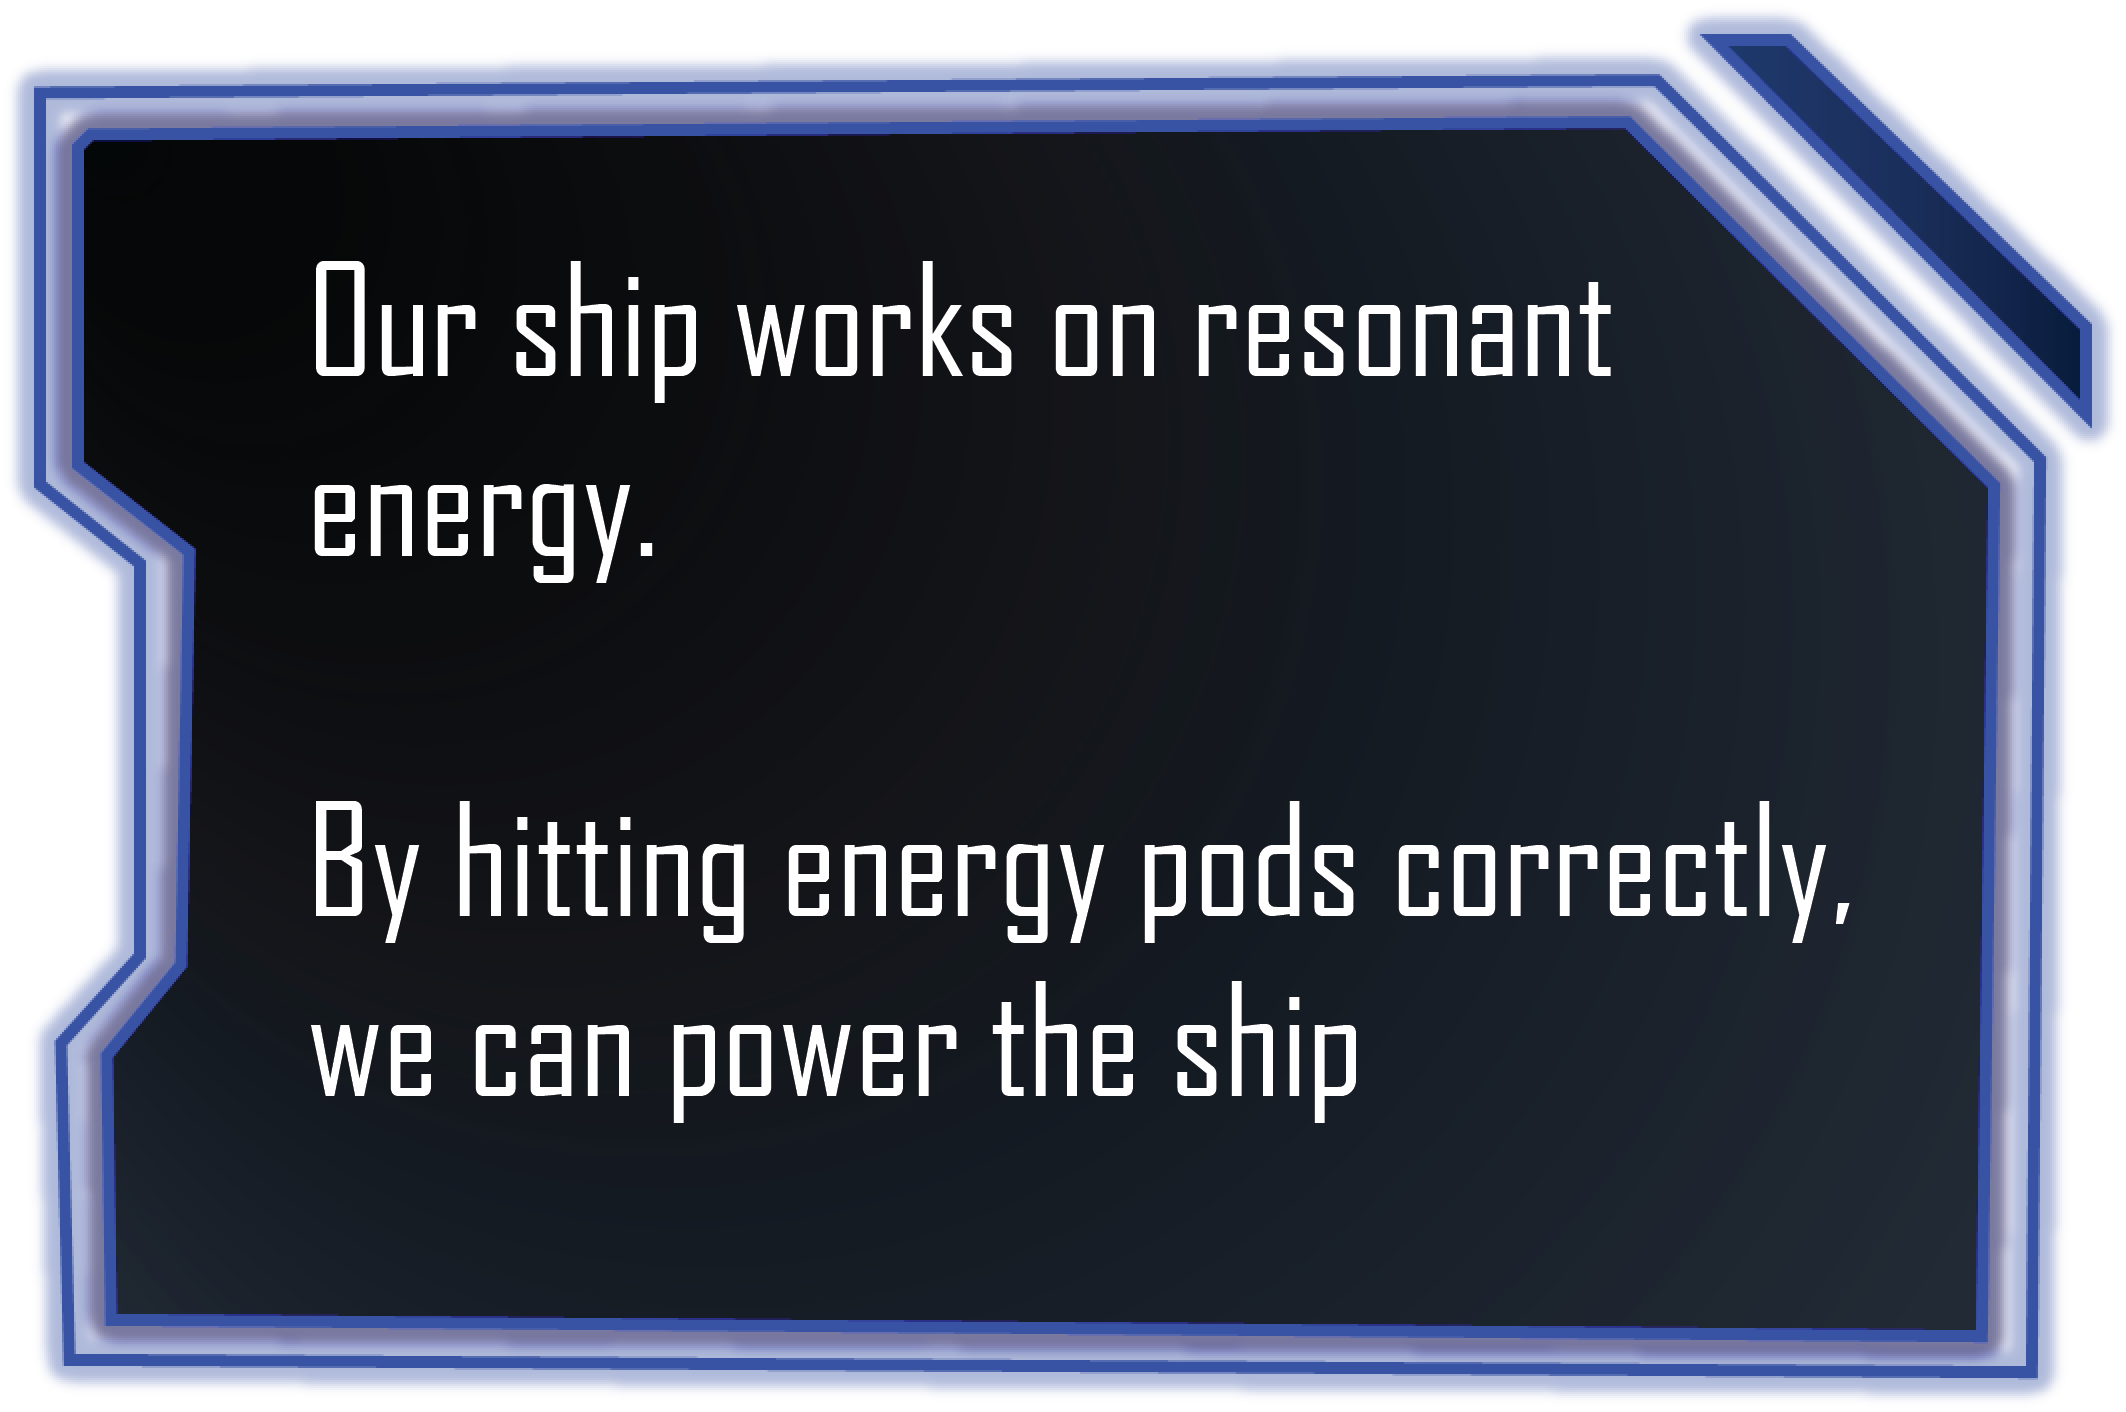 Our ship works on resonant
energy.
By hitting energy pods correctly,
we can power the ship